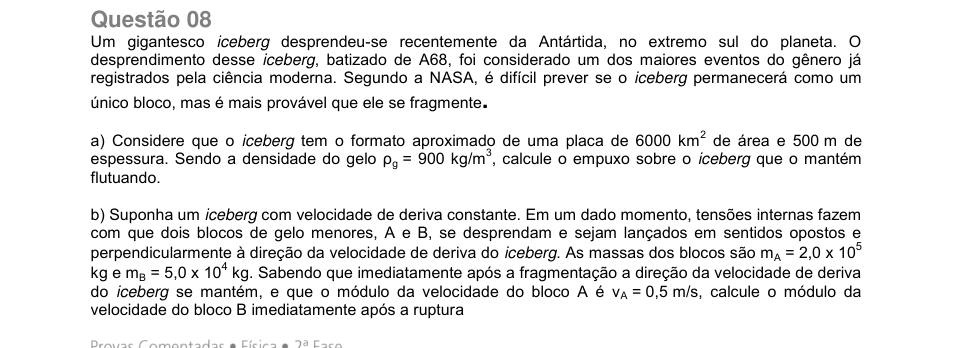 Questão 08
Um gigantesco iceberg desprendeu-se recentemente da Antártida, no extremo sul do planeta. O
desprendimento desse iceberg, batizado de A68, foi considerado um dos maiores eventos do gênero já
registrados pela ciência moderna. Segundo a NASA, é difícil prever se o iceberg permanecerá como um
único bloco, mas é mais provável que ele se fragmente.
a) Considere que o iceberg tem o formato aproximado de uma placa de 6000 km² de área e 500 m de
espessura. Sendo a densidade do gelo ρg = 900 kg/m³, calcule o empuxo sobre o iceberg que o mantém
flutuando.
b) Suponha um iceberg com velocidade de deriva constante. Em um dado momento, tensões internas fazem
com que dois blocos de gelo menores, A e B, se desprendam e sejam lançados em sentidos opostos e
perpendicularmente à direção da velocidade de deriva do iceberg. As massas dos blocos são mA = 2,0 x 10⁵
kg e mB = 5,0 x 10⁴ kg. Sabendo que imediatamente após a fragmentação a direção da velocidade de deriva
do iceberg se mantém, e que o módulo da velocidade do bloco A é vA = 0,5 m/s, calcule o módulo da
velocidade do bloco B imediatamente após a ruptura
Provas Comentadas • Física • 2ª Fase